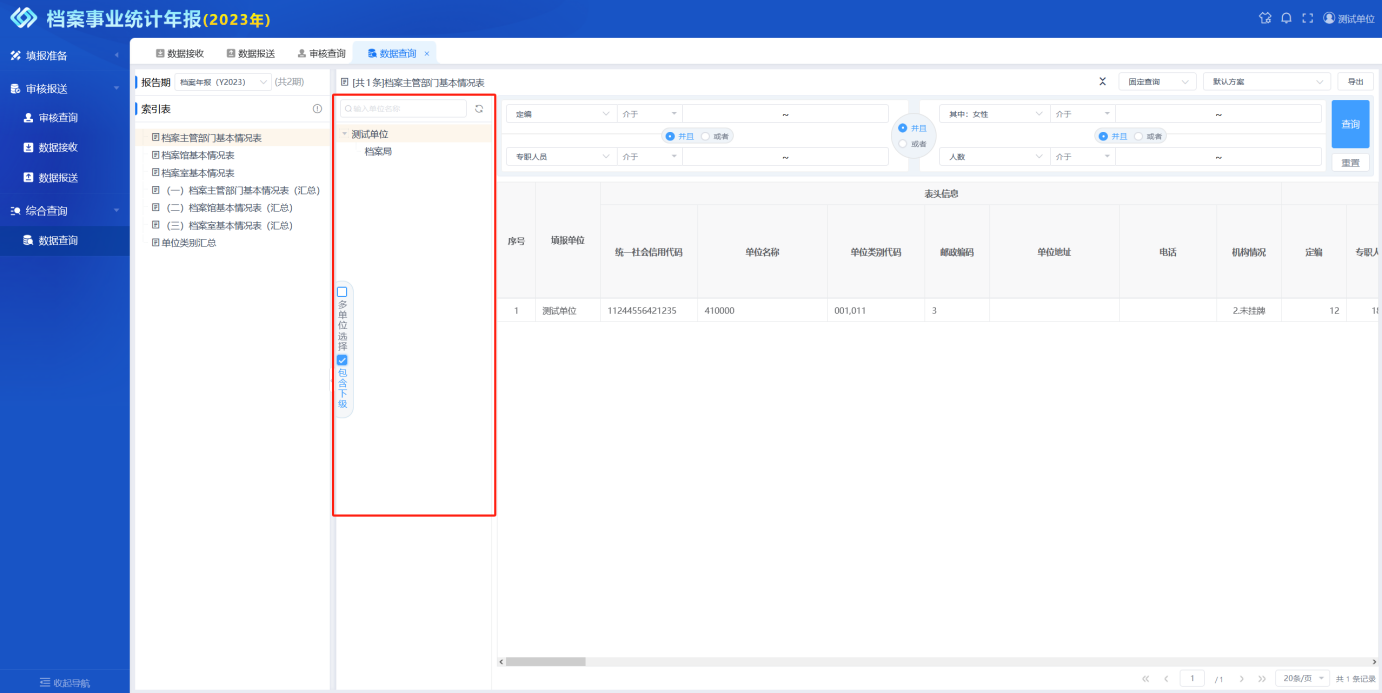 档案事业统计年报(2023年)
测试单位
填报准备
审核报送
审核查询
数据接收
数据报送
综合查询
数据查询
收起导航
数据接收
数据报送
审核查询
数据查询 ×
报告期 档案年报（Y2023） (共2期)
索引表
档案主管部门基本情况表
档案馆基本情况表
档案室基本情况表
（一）档案主管部门基本情况表（汇总）
（二）档案馆基本情况表（汇总）
（三）档案室基本情况表（汇总）
单位类别汇总
[共1条]档案主管部门基本情况表
固定查询 默认方案 导出
输入单位名称
测试单位
档案局
多单位选择
包含下级
定编 介于 ~
并且 或者
专职人员 介于 ~
并且
或者
其中：女性 介于 ~
并且 或者
人数 介于 ~
查询
重置
表头信息
序号 填报单位 统一社会信用代码 单位名称 单位类别代码 邮政编码 单位地址 电话 机构情况 定编 专职人
1 测试单位 11244556421235 410000 001,011 3 2.未挂牌 12 18
1 /1 20条/页 共 1 条记录